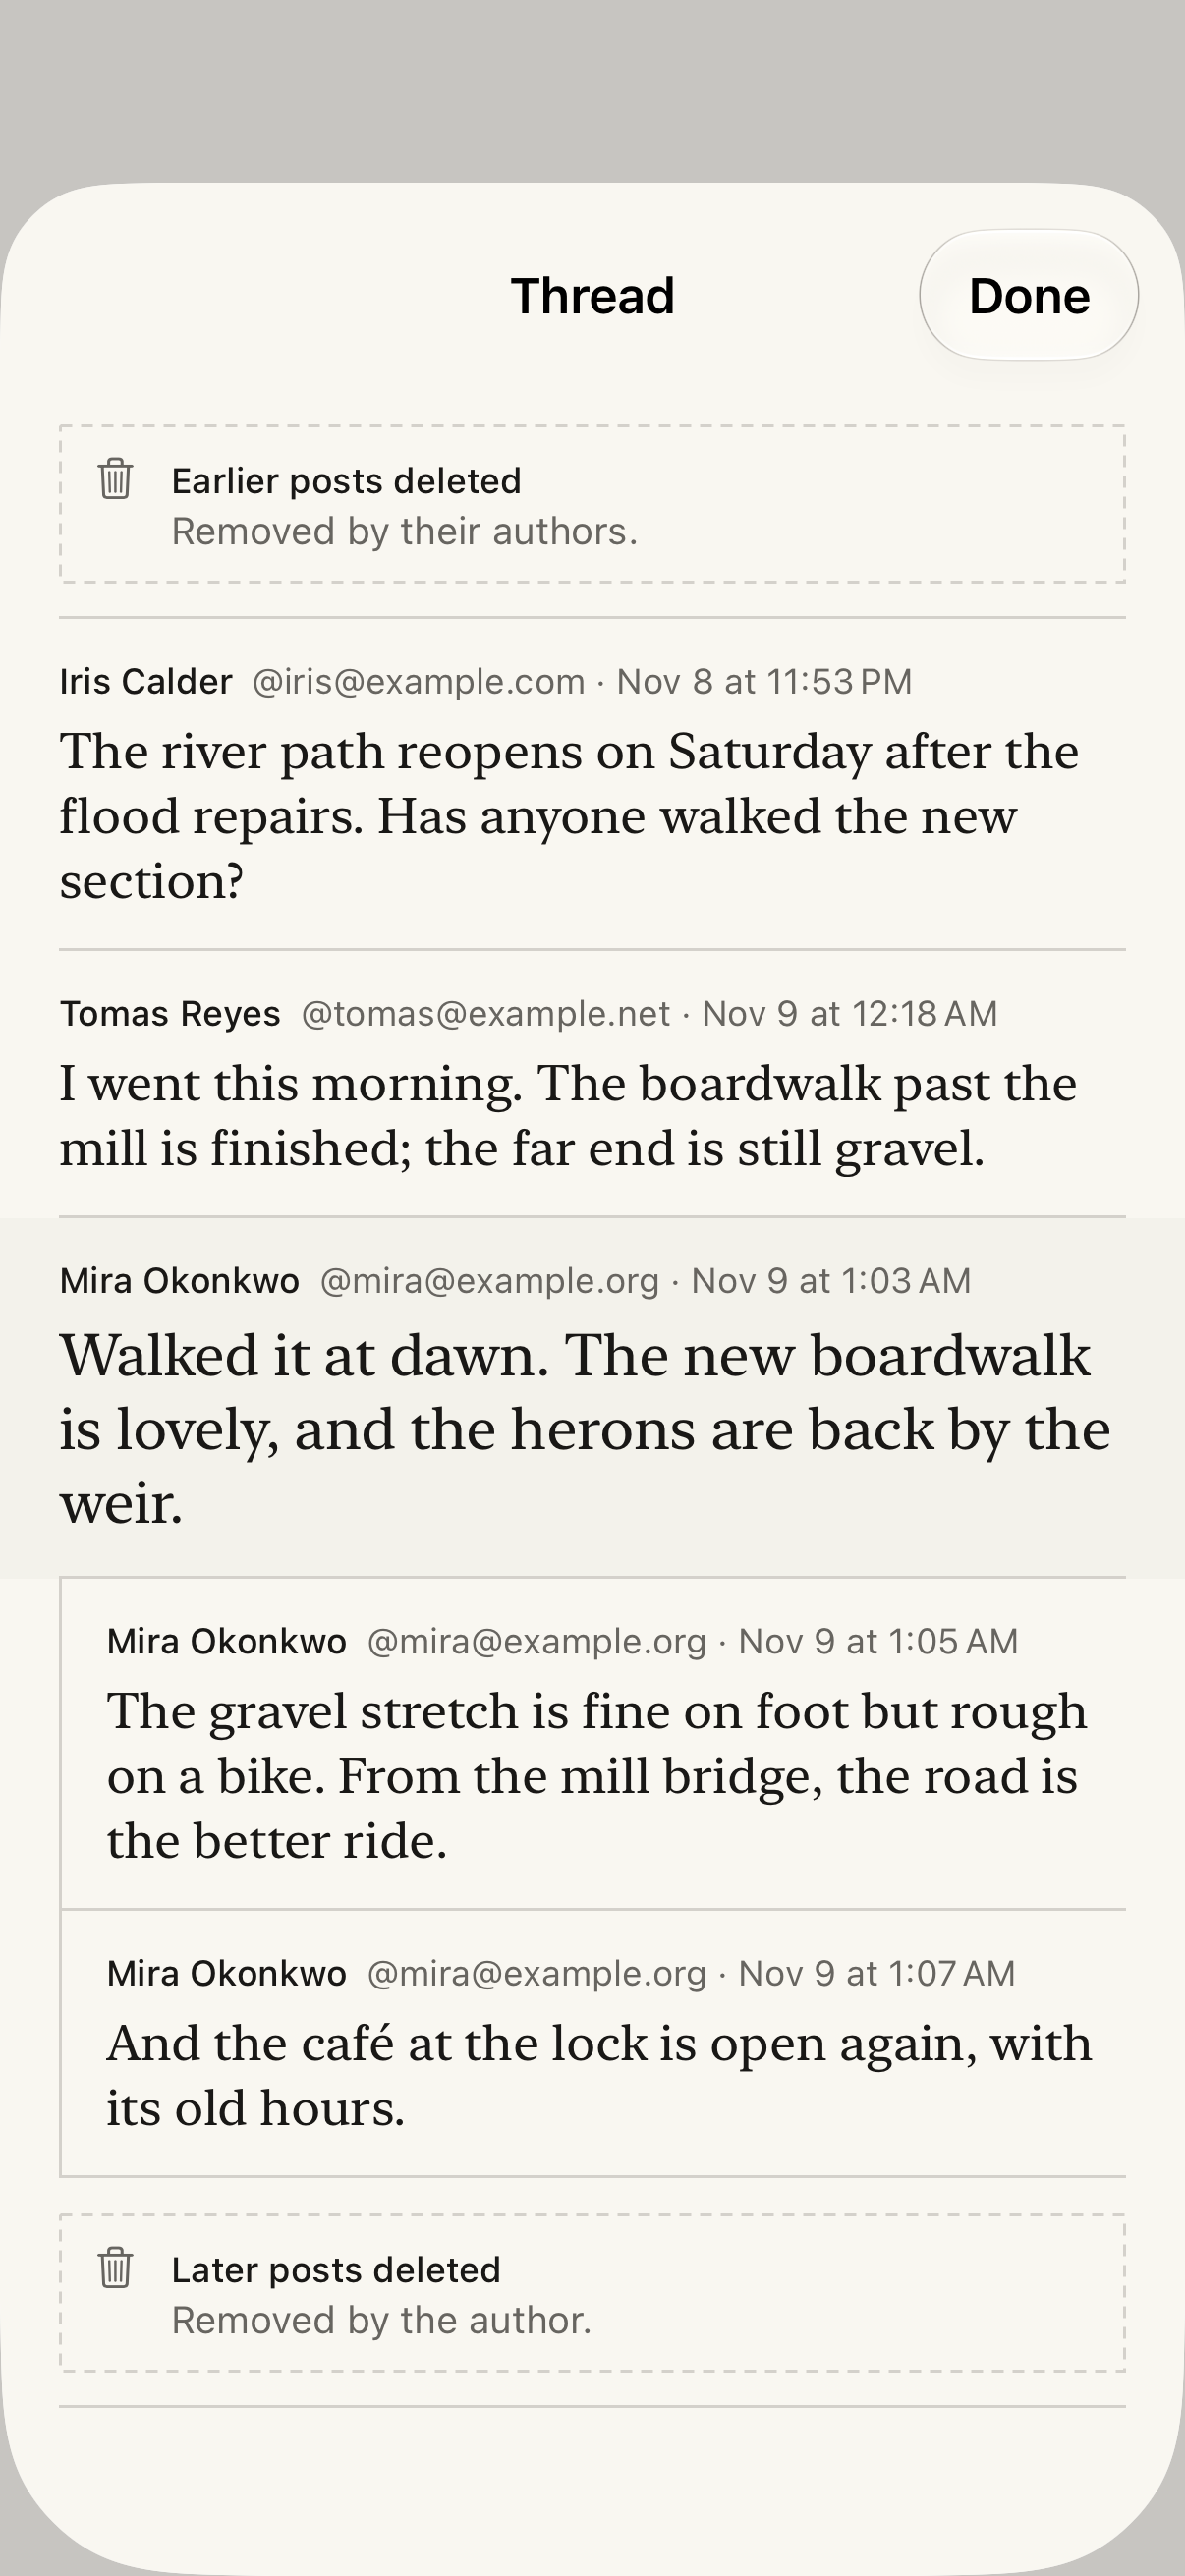 Thread
Done
Earlier posts deleted
Removed by their authors.
Iris Calder @iris@example.com · Nov 8 at 11:53 PM
The river path reopens on Saturday after the
flood repairs. Has anyone walked the new
section?
Tomas Reyes @tomas@example.net · Nov 9 at 12:18 AM
I went this morning. The boardwalk past the
mill is finished; the far end is still gravel.
Mira Okonkwo @mira@example.org · Nov 9 at 1:03 AM
Walked it at dawn. The new boardwalk
is lovely, and the herons are back by the
weir.
Mira Okonkwo @mira@example.org · Nov 9 at 1:05 AM
The gravel stretch is fine on foot but rough
on a bike. From the mill bridge, the road is
the better ride.
Mira Okonkwo @mira@example.org · Nov 9 at 1:07 AM
And the café at the lock is open again, with
its old hours.
Later posts deleted
Removed by the author.